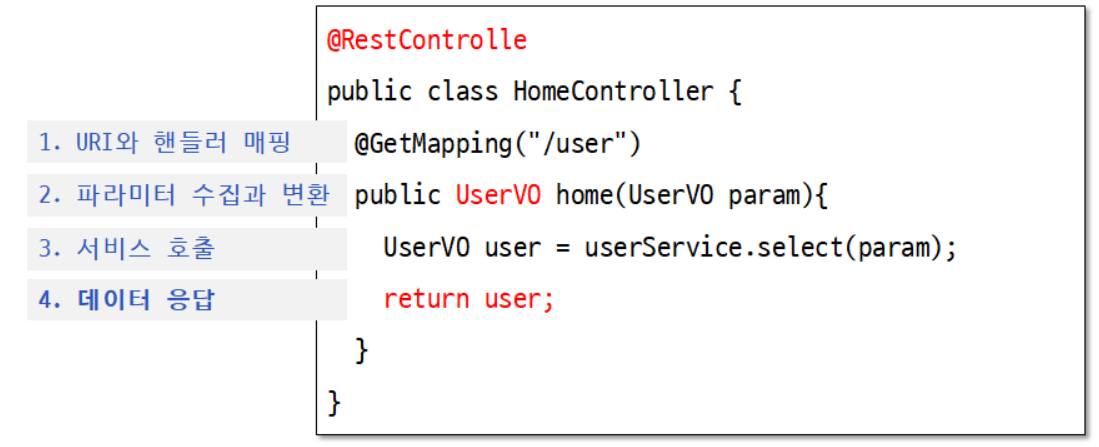 @RestControlle
public class HomeController {
1. URI와 핸들러 매핑 @GetMapping("/user")
2. 파라미터 수집과 변환 public UserVO home(UserVO param){
3. 서비스 호출 UserVO user = userService.select(param);
4. 데이터 응답 return user;
}
}